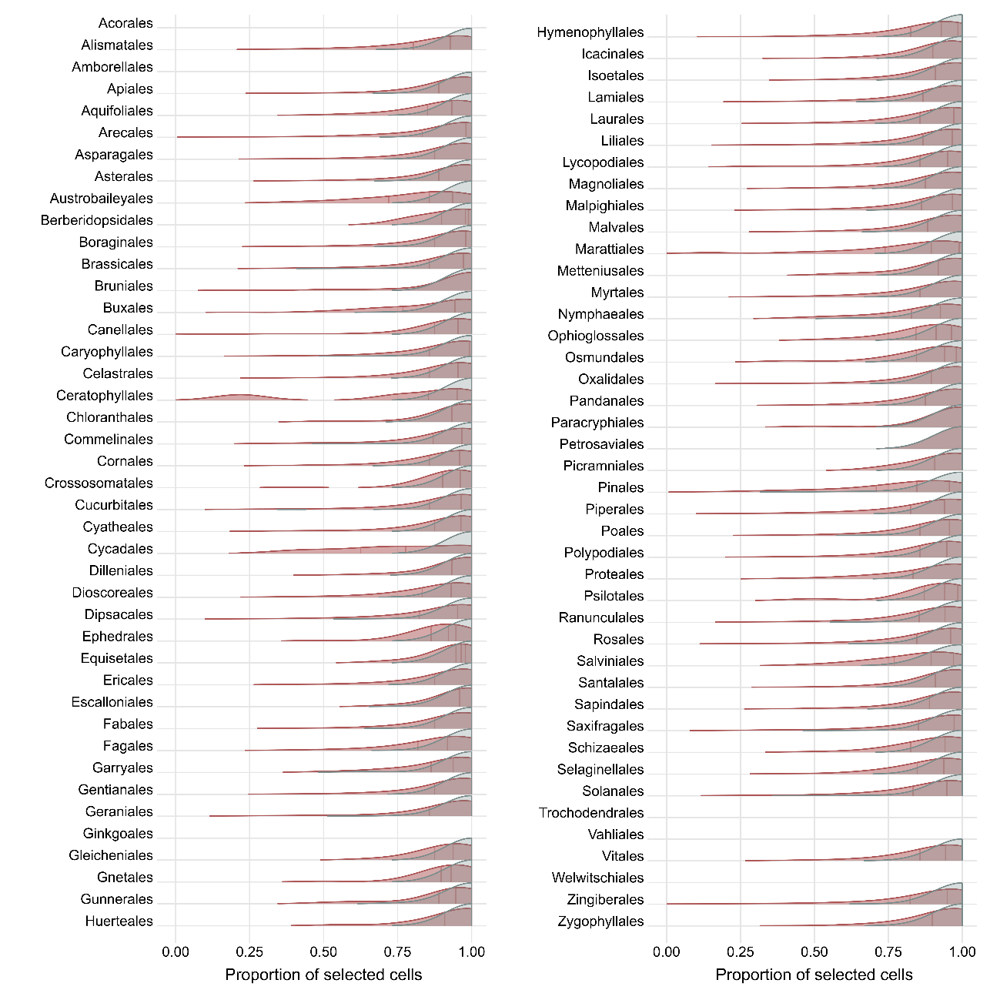 Acorales
Alismatales
Amborellales
Apiales
Aquifoliales
Arecales
Asparagales
Asterales
Austrobaileyales
Berberidopsidales
Boraginales
Brassicales
Bruniales
Buxales
Canellales
Caryophyllales
Celastrales
Ceratophyllales
Chloranthales
Commelinales
Cornales
Crossosomatales
Cucurbitales
Cyatheales
Cycadales
Dilleniales
Dioscoreales
Dipsacales
Ephedrales
Equisetales
Ericales
Escalloniales
Fabales
Fagales
Garryales
Gentianales
Geraniales
Ginkgoales
Gleicheniales
Gnetales
Gunnerales
Huerteales
0.00 0.25 0.50 0.75 1.00
Proportion of selected cells
Hymenophyllales
Icacinales
Isoetales
Lamiales
Laurales
Liliales
Lycopodiales
Magnoliales
Malpighiales
Malvales
Marattiales
Metteniusales
Myrtales
Nymphaeales
Ophioglossales
Osmundales
Oxalidales
Pandanales
Paracryphiales
Petrosaviales
Picramniales
Pinales
Piperales
Poales
Polypodiales
Proteales
Psilotales
Ranunculales
Rosales
Salviniales
Santalales
Sapindales
Saxifragales
Schizaeales
Selaginellales
Solanales
Trochodendrales
Vahliales
Vitales
Welwitschiales
Zingiberales
Zygophyllales
0.00 0.25 0.50 0.75 1.00
Proportion of selected cells